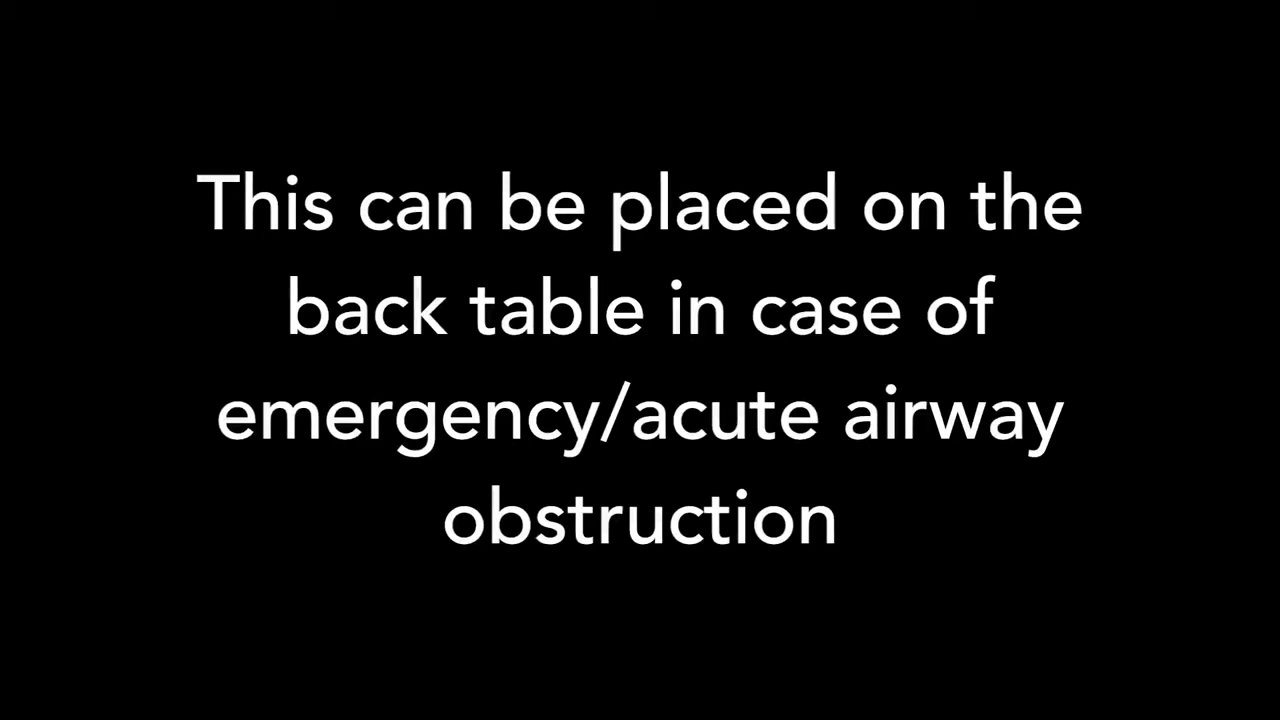 This can be placed on the
back table in case of
emergency/acute airway
obstruction